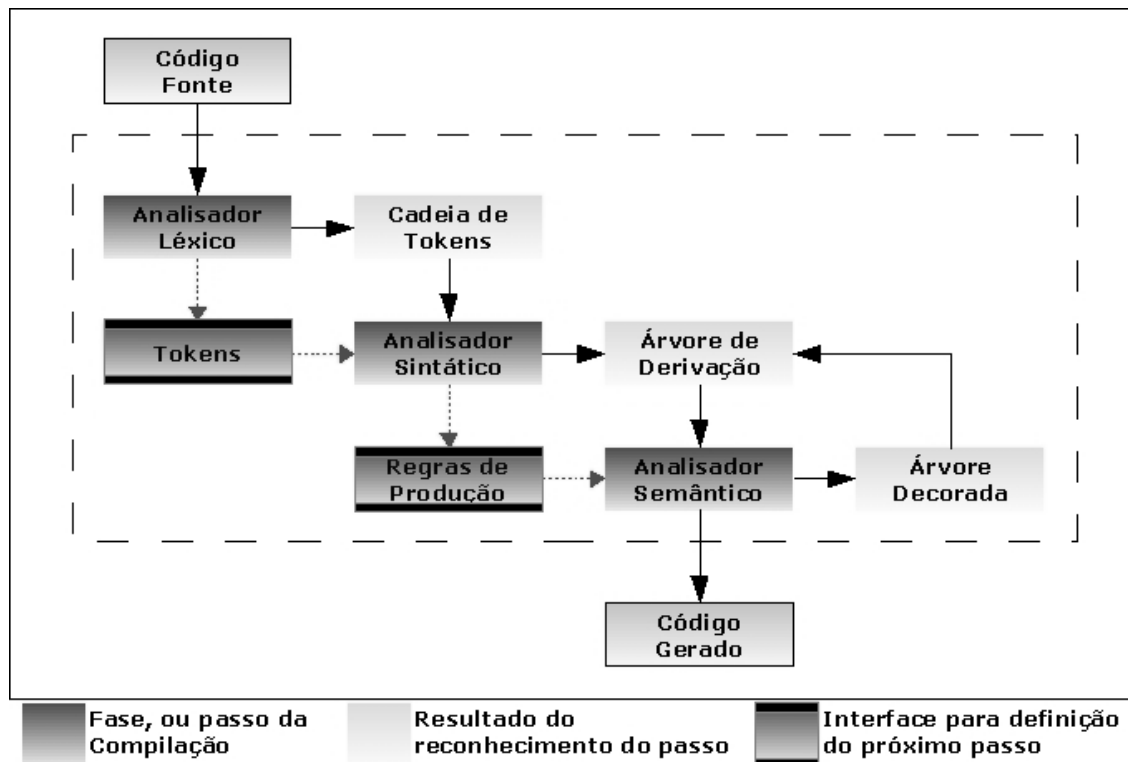 Código
Fonte
Analisador
Léxico
Cadeia de
Tokens
Tokens
Analisador
Sintático
Árvore de
Derivação
Regras de
Produção
Analisador
Semântico
Árvore
Decorada
Código
Gerado
Fase, ou passo da
Compilação
Resultado do
reconhecimento do passo
Interface para definição
do próximo passo